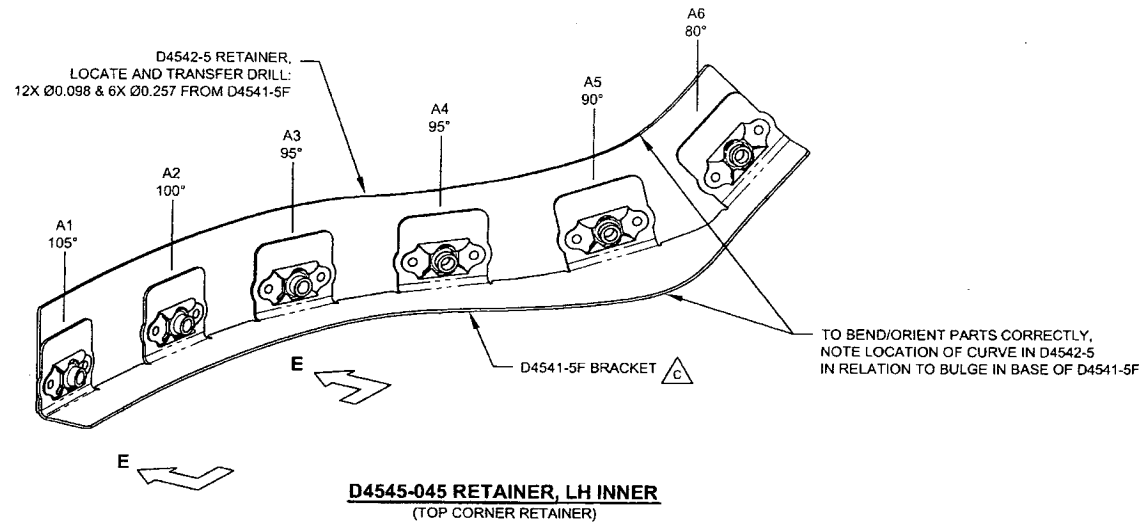 A6
80°
D4542-5 RETAINER,
LOCATE AND TRANSFER DRILL:
12X Ø0.098 & 6X Ø0.257 FROM D4541-5F
A5
90°
A4
95°
A3
95°
A2
100°
A1
105°
TO BEND/ORIENT PARTS CORRECTLY,
NOTE LOCATION OF CURVE IN D4542-5
IN RELATION TO BULGE IN BASE OF D4541-5F
E
D4541-5F BRACKET C
E
D4545-045 RETAINER, LH INNER
(TOP CORNER RETAINER)